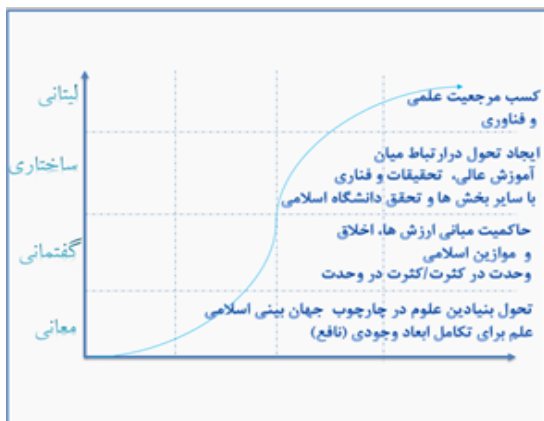 لیتانی
کسب مرجعیت علمی
و فناوری
ساختاری
ایجاد تحول درارتباط میان
آموزش عالی، تحقیقات و فناری
با سایر بخش ها و تحقق دانشگاه اسلامی
گفتمانی
حاکمیت مبانی ارزش ها، اخلاق
و موازین اسلامی
وحدت در کثرت/کثرت در وحدت
معانی
تحول بنیادین علوم در چارچوب جهان بینی اسلامی
علم برای تکامل ابعاد وجودی (نافع)